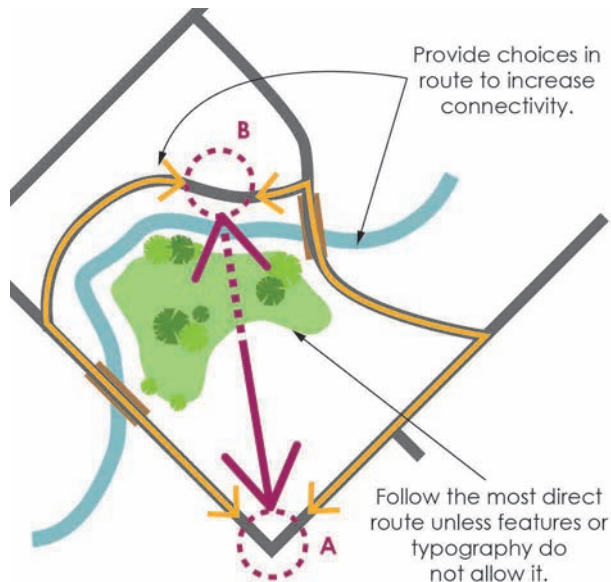 Provide choices in
route to increase
connectivity.
B
Follow the most direct
route unless features or
typography do
not allow it.
A